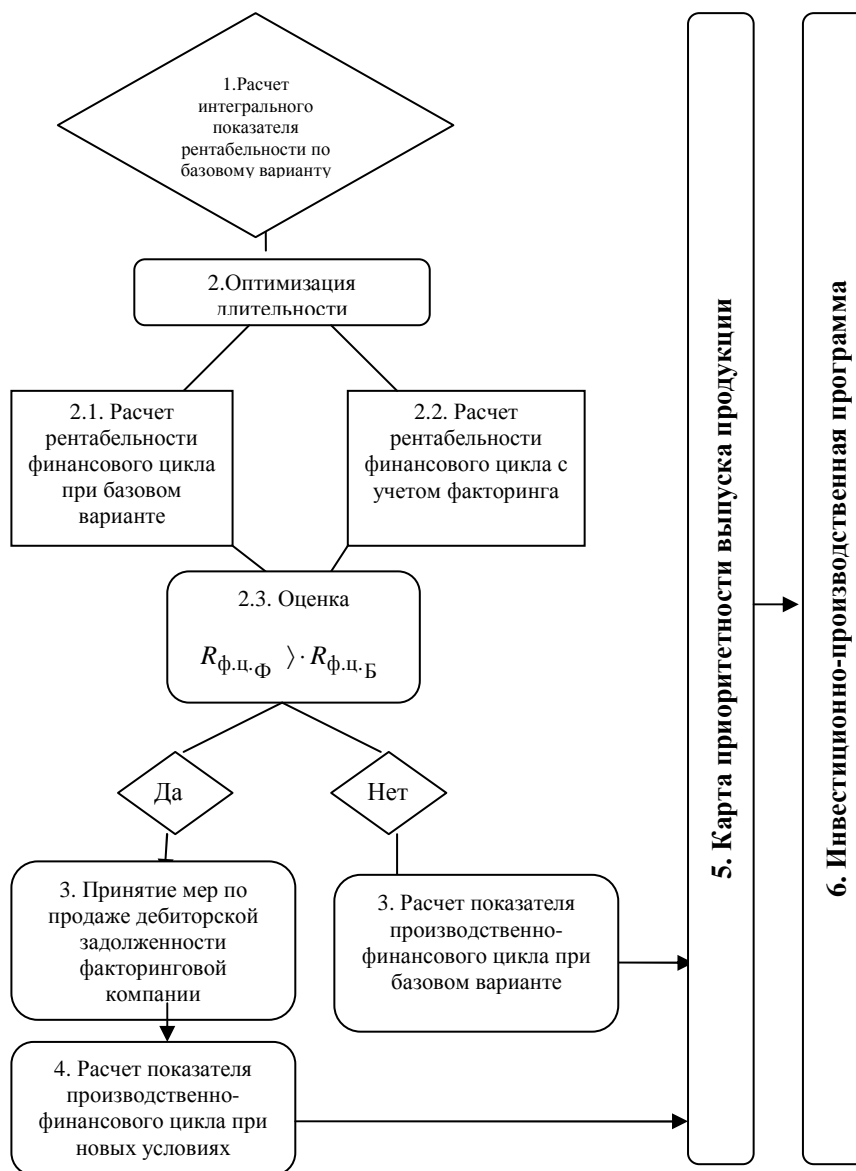 1.Расчет
интегрального
показателя
рентабельности по
базовому варианту
2.Оптимизация
длительности
2.1. Расчет
рентабельности
финансового цикла
при базовом
варианте
2.2. Расчет
рентабельности
финансового цикла с
учетом факторинга
2.3. Оценка
R ф.ц.Ф 〉· R ф.ц.Б
Да
Нет
3. Принятие мер по
продаже дебиторской
задолженности
факторинговой
компании
3. Расчет показателя
производственно-
финансового цикла при
базовом варианте
4. Расчет показателя
производственно-
финансового цикла при
новых условиях
5. Карта приоритетности выпуска продукции
6. Инвестиционно-производственная программа